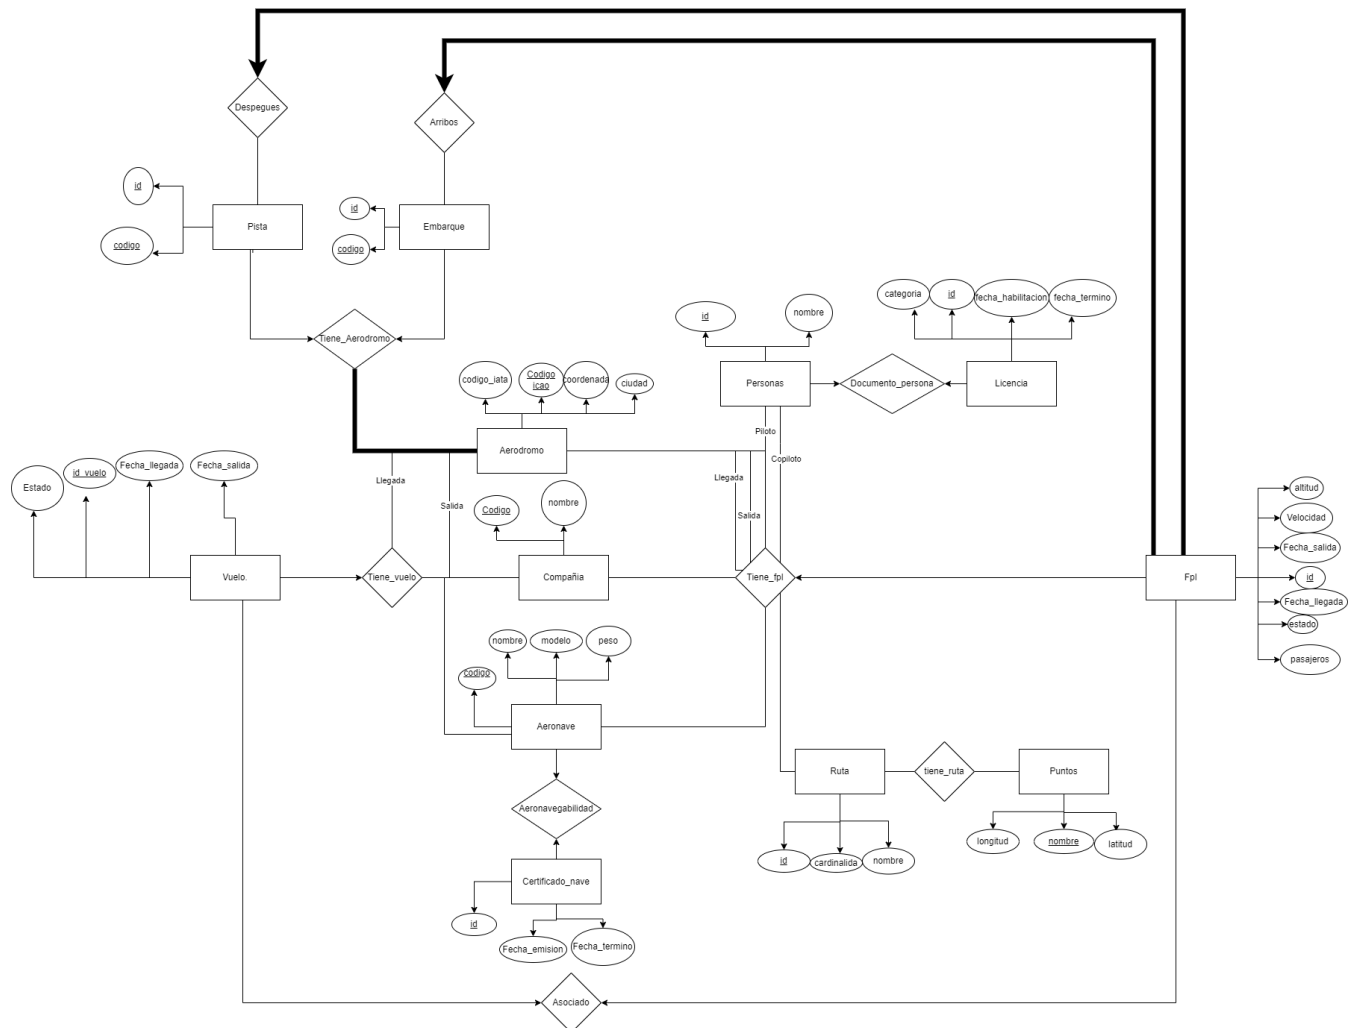 Despegues
Arribos
id
codigo
Pista
id
codigo
Embarque
Tiene_Aerodromo
categoria
id
fecha_habilitacion
fecha_termino
id
nombre
Personas
Documento_persona
Licencia
codigo_iata
Codigo
icao
coordenada
ciudad
Aerodromo
Piloto
Copiloto
Llegada
Salida
Llegada
Salida
Estado
id_vuelo
Fecha_llegada
Fecha_salida
Codigo
nombre
Vuelo.
Tiene_vuelo
Compañia
Tiene_fpl
Fpl
altitud
Velocidad
Fecha_salida
id
Fecha_llegada
estado
pasajeros
nombre
modelo
peso
codigo
Aeronave
Ruta
tiene_ruta
Puntos
Aeronavegabilidad
id
cardinalida
nombre
longitud
nombre
latitud
Certificado_nave
id
Fecha_emision
Fecha_termino
Asociado